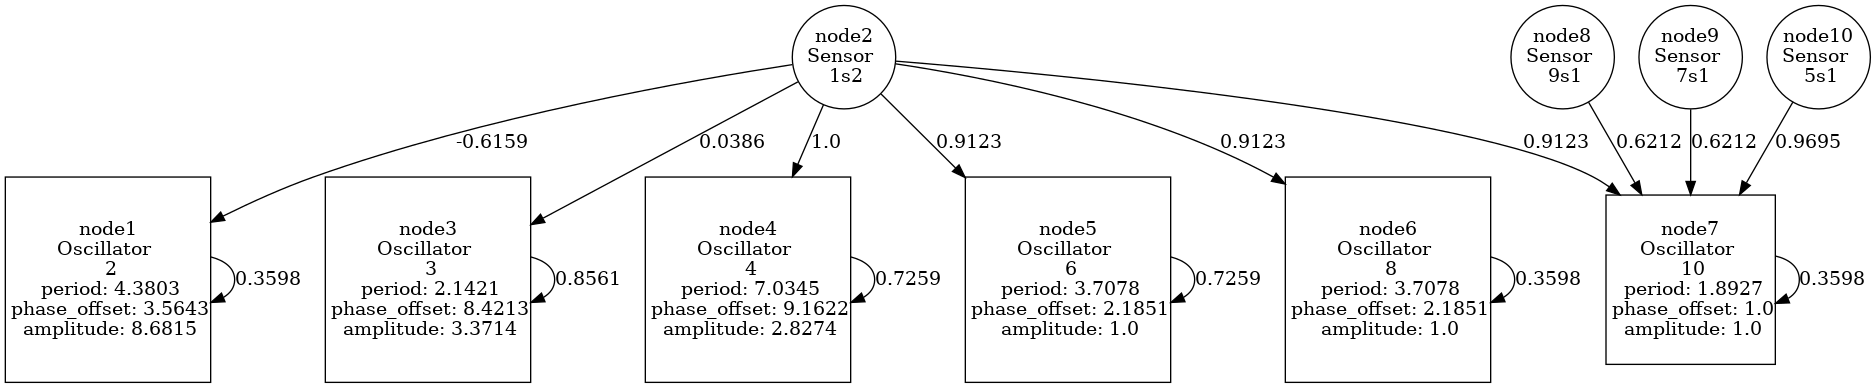 node2
Sensor
1s2
node8
Sensor
9s1
node9
Sensor
7s1
node10
Sensor
5s1
-0.6159
0.0386
1.0
0.9123
0.9123
0.9123
0.6212
0.6212
0.9695
node1
Oscillator
2
period: 4.3803
phase_offset: 3.5643
amplitude: 8.6815
0.3598
node3
Oscillator
3
period: 2.1421
phase_offset: 8.4213
amplitude: 3.3714
0.8561
node4
Oscillator
4
period: 7.0345
phase_offset: 9.1622
amplitude: 2.8274
0.7259
node5
Oscillator
6
period: 3.7078
phase_offset: 2.1851
amplitude: 1.0
0.7259
node6
Oscillator
8
period: 3.7078
phase_offset: 2.1851
amplitude: 1.0
0.3598
node7
Oscillator
10
period: 1.8927
phase_offset: 1.0
amplitude: 1.0
0.3598